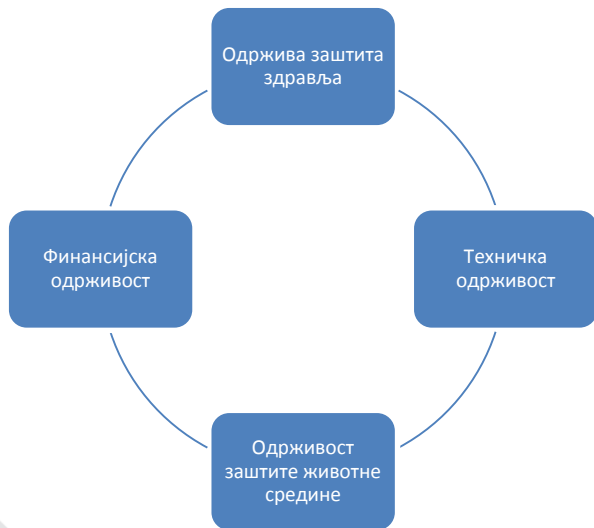 Одржива заштита
здравља
Финансијска
одрживост
Техничка
одрживост
Одрживост
заштите животне
средине